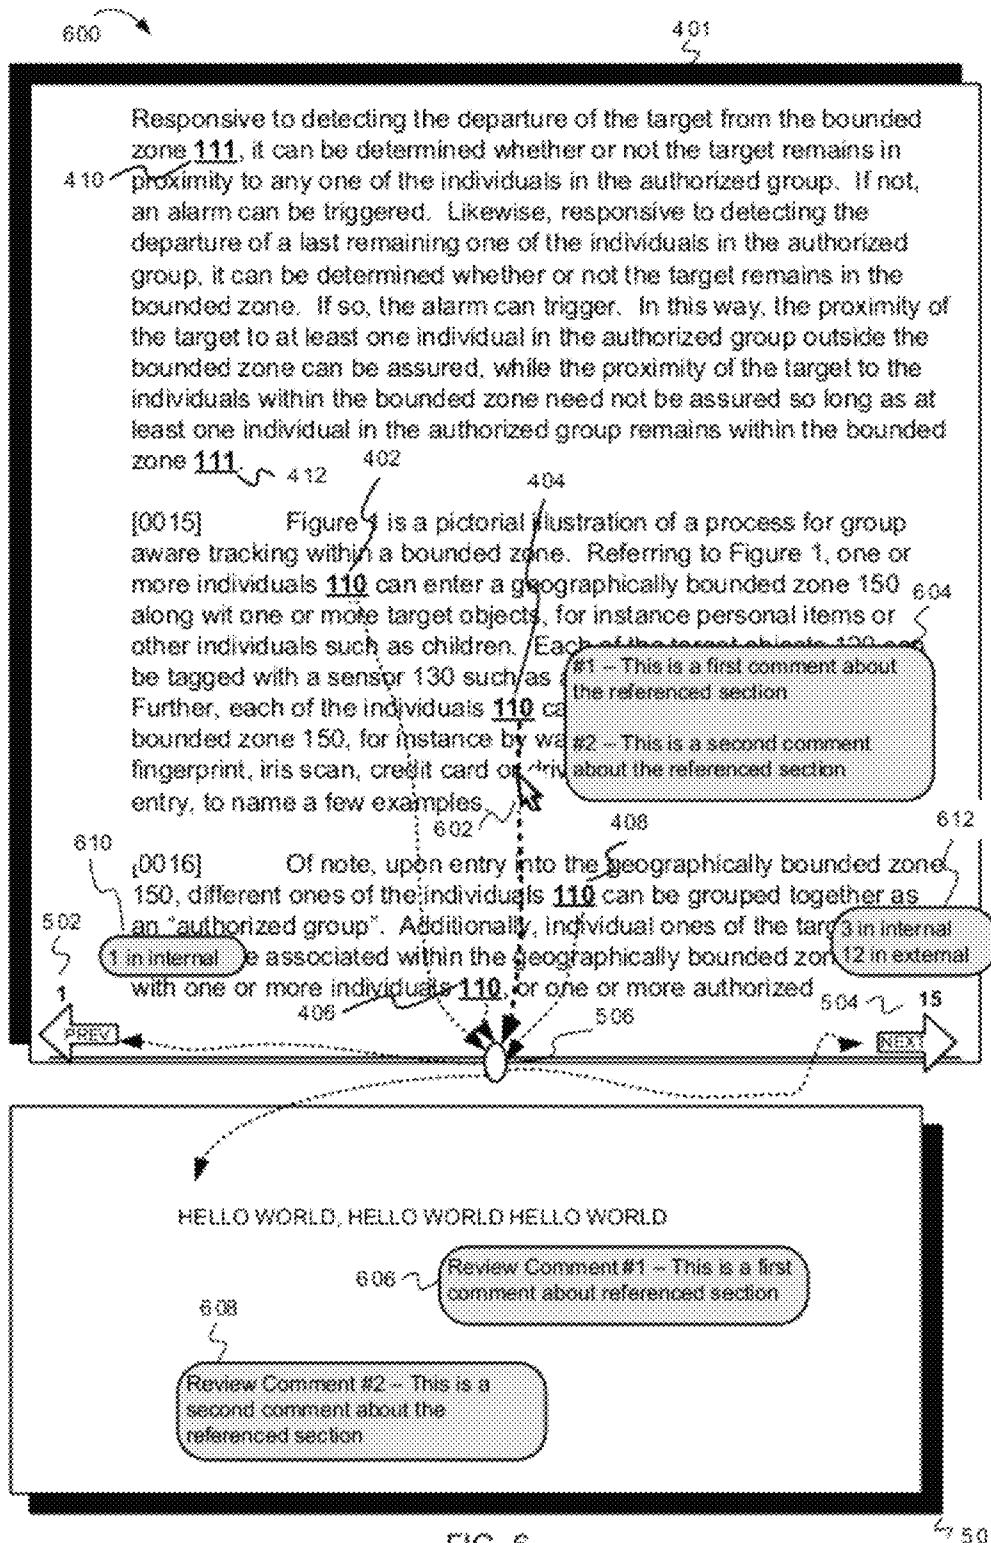 600
401
Responsive to detecting the departure of the target from the bounded
zone 111, it can be determined whether or not the target remains in
410
proximity to any one of the individuals in the authorized group. If not,
an alarm can be triggered. Likewise, responsive to detecting the
departure of a last remaining one of the individuals in the authorized
group, it can be determined whether or not the target remains in the
bounded zone. If so, the alarm can trigger. In this way, the proximity of
the target to at least one individual in the authorized group outside the
bounded zone can be assured, while the proximity of the target to the
individuals within the bounded zone need not be assured so long as at
least one individual in the authorized group remains within the bounded
zone 111.
412
402
404
[0015] Figure 1 is a pictorial illustration of a process for group
aware tracking within a bounded zone. Referring to Figure 1, one or
more individuals 110 can enter a geographically bounded zone 150
604
along wit one or more target objects, for instance personal items or
other individuals such as children. Each of the target objects 120 can
be tagged with a sensor 130 such as
#1 – This is a first comment about
the referenced section
Further, each of the individuals 110 ca
bounded zone 150, for instance by wa
#2 – This is a second comment
about the referenced section
fingerprint, iris scan, credit card or driv
entry, to name a few examples.
602
408
612
610
[0016] Of note, upon entry into the geographically bounded zone
150, different ones of the individuals 110 can be grouped together as
an "authorized group". Additionally, individual ones of the targ
3 in internal
12 in external
502
1 in internal
e associated within the geographically bounded zon
with one or more individuals 110, or one or more authorized
406
506
504
1
15
PREV
NEXT
HELLO WORLD, HELLO WORLD HELLO WORLD
606
Review Comment #1 – This is a first
comment about referenced section
608
Review Comment #2 – This is a
second comment about the
referenced section
FIG. 6